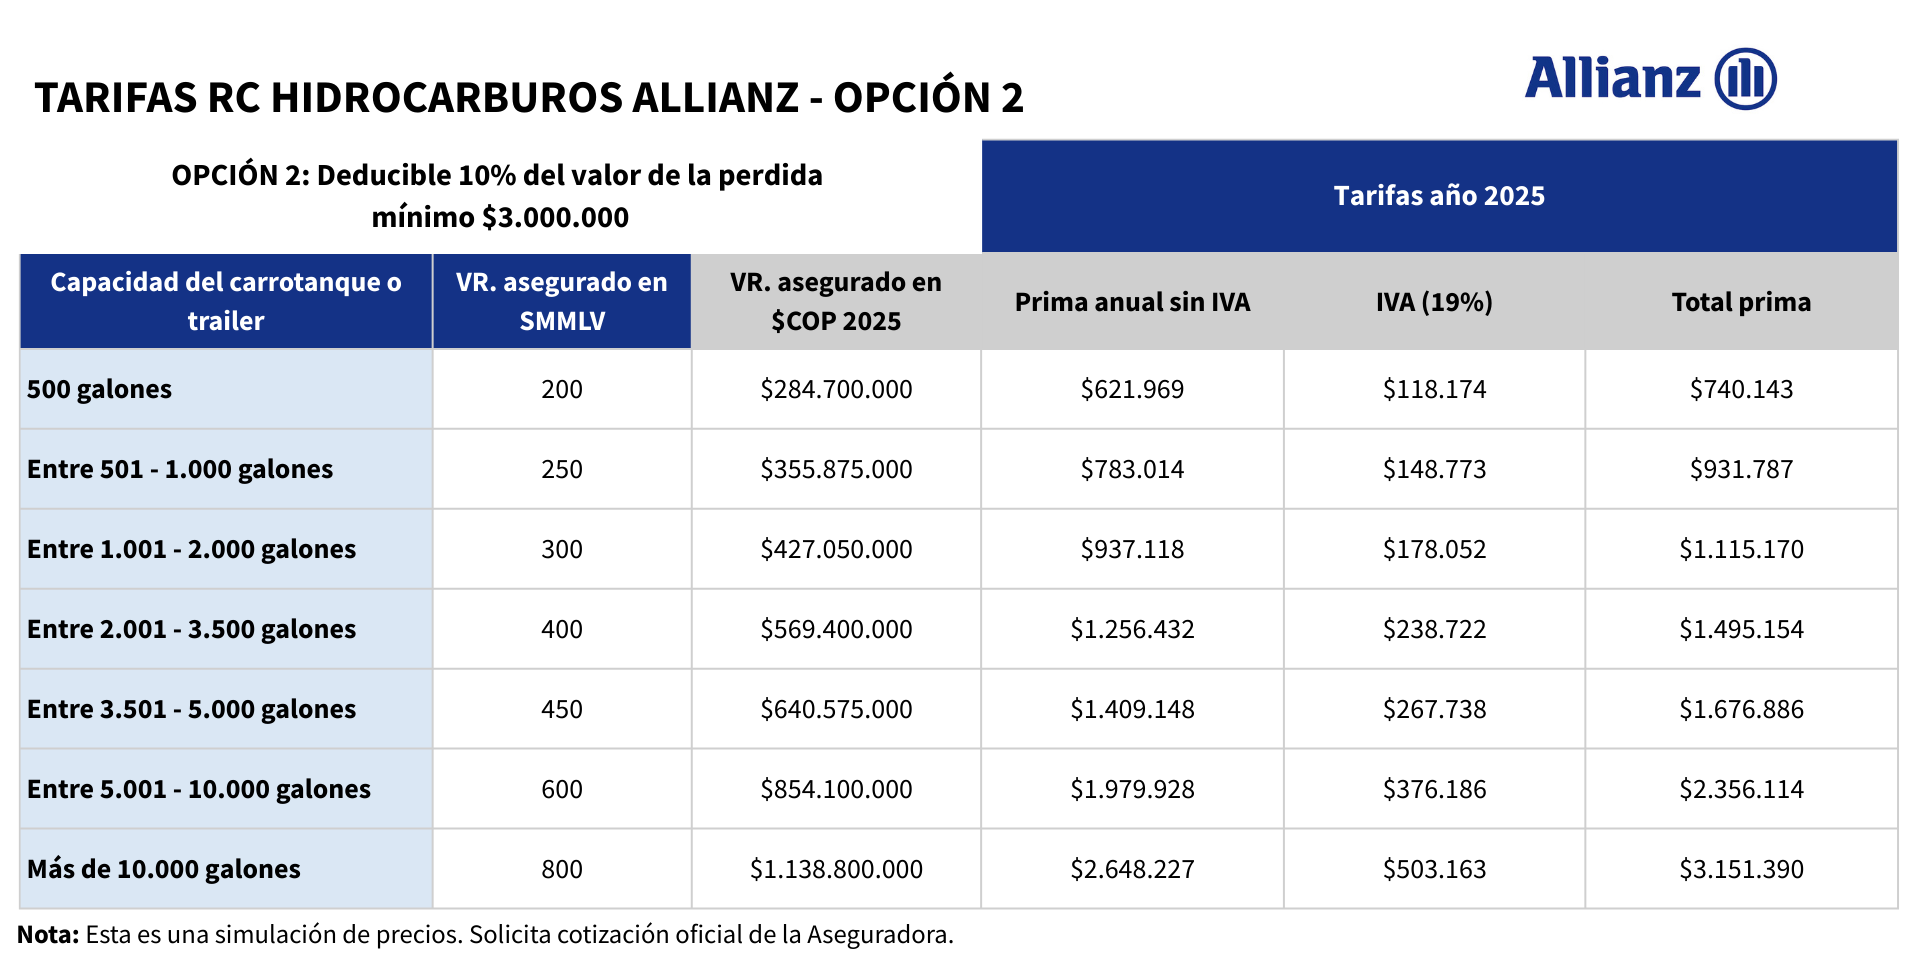 Allianz
TARIFAS RC HIDROCARBUROS ALLIANZ - OPCIÓN 2
OPCIÓN 2: Deducible 10% del valor de la perdida
mínimo $3.000.000
Tarifas año 2025
Capacidad del carrotanque o
trailer
VR. asegurado en
SMMLV
VR. asegurado en
$COP 2025
Prima anual sin IVA
IVA (19%)
Total prima
500 galones 200 $284.700.000 $621.969 $118.174 $740.143
Entre 501 - 1.000 galones 250 $355.875.000 $783.014 $148.773 $931.787
Entre 1.001 - 2.000 galones 300 $427.050.000 $937.118 $178.052 $1.115.170
Entre 2.001 - 3.500 galones 400 $569.400.000 $1.256.432 $238.722 $1.495.154
Entre 3.501 - 5.000 galones 450 $640.575.000 $1.409.148 $267.738 $1.676.886
Entre 5.001 - 10.000 galones 600 $854.100.000 $1.979.928 $376.186 $2.356.114
Más de 10.000 galones 800 $1.138.800.000 $2.648.227 $503.163 $3.151.390
Nota: Esta es una simulación de precios. Solicita cotización oficial de la Aseguradora.